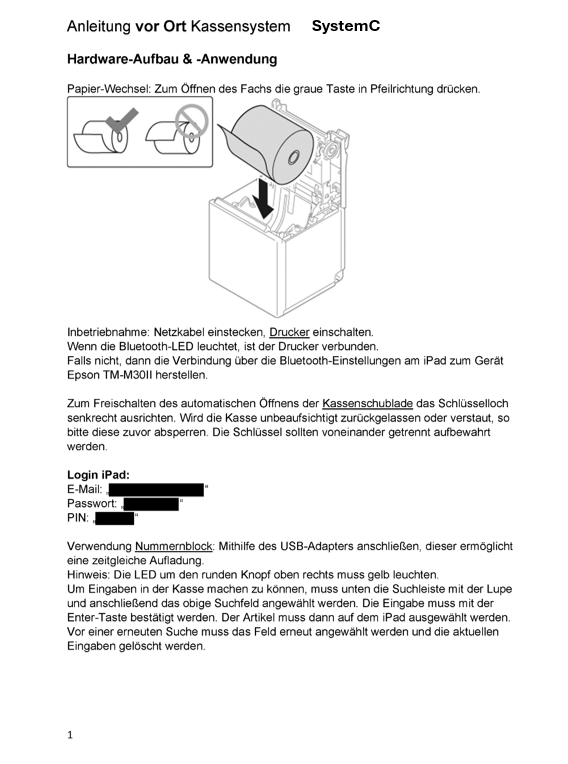 Anleitung vor Ort Kassensystem SystemC
Hardware-Aufbau & -Anwendung
Papier-Wechsel: Zum Öffnen des Fachs die graue Taste in Pfeilrichtung drücken.
Inbetriebnahme: Netzkabel einstecken, Drucker einschalten.
Wenn die Bluetooth-LED leuchtet, ist der Drucker verbunden.
Falls nicht, dann die Verbindung über die Bluetooth-Einstellungen am iPad zum Gerät
Epson TM-M30II herstellen.
Zum Freischalten des automatischen Öffnens der Kassenschublade das Schlüsselloch
senkrecht ausrichten. Wird die Kasse unbeaufsichtigt zurückgelassen oder verstaut, so
bitte diese zuvor absperren. Die Schlüssel sollten voneinander getrennt aufbewahrt
werden.
Login iPad:
E-Mail: „ “
Passwort: „ “
PIN: „ “
Verwendung Nummernblock: Mithilfe des USB-Adapters anschließen, dieser ermöglicht
eine zeitgleiche Aufladung.
Hinweis: Die LED um den runden Knopf oben rechts muss gelb leuchten.
Um Eingaben in der Kasse machen zu können, muss unten die Suchleiste mit der Lupe
und anschließend das obige Suchfeld angewählt werden. Die Eingabe muss mit der
Enter-Taste bestätigt werden. Der Artikel muss dann auf dem iPad ausgewählt werden.
Vor einer erneuten Suche muss das Feld erneut angewählt werden und die aktuellen
Eingaben gelöscht werden.
1